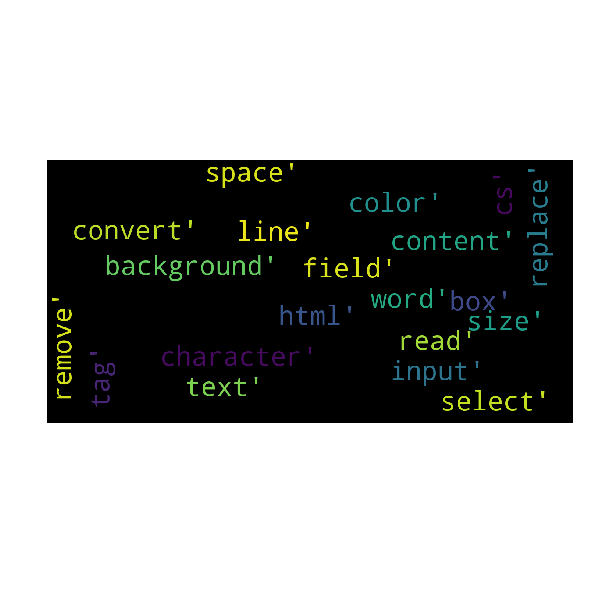 space'
cs'
replace'
color'
convert'
line'
content'
background'
field'
word'
box'
remove'
html'
size'
read'
tag'
character'
input'
text'
select'